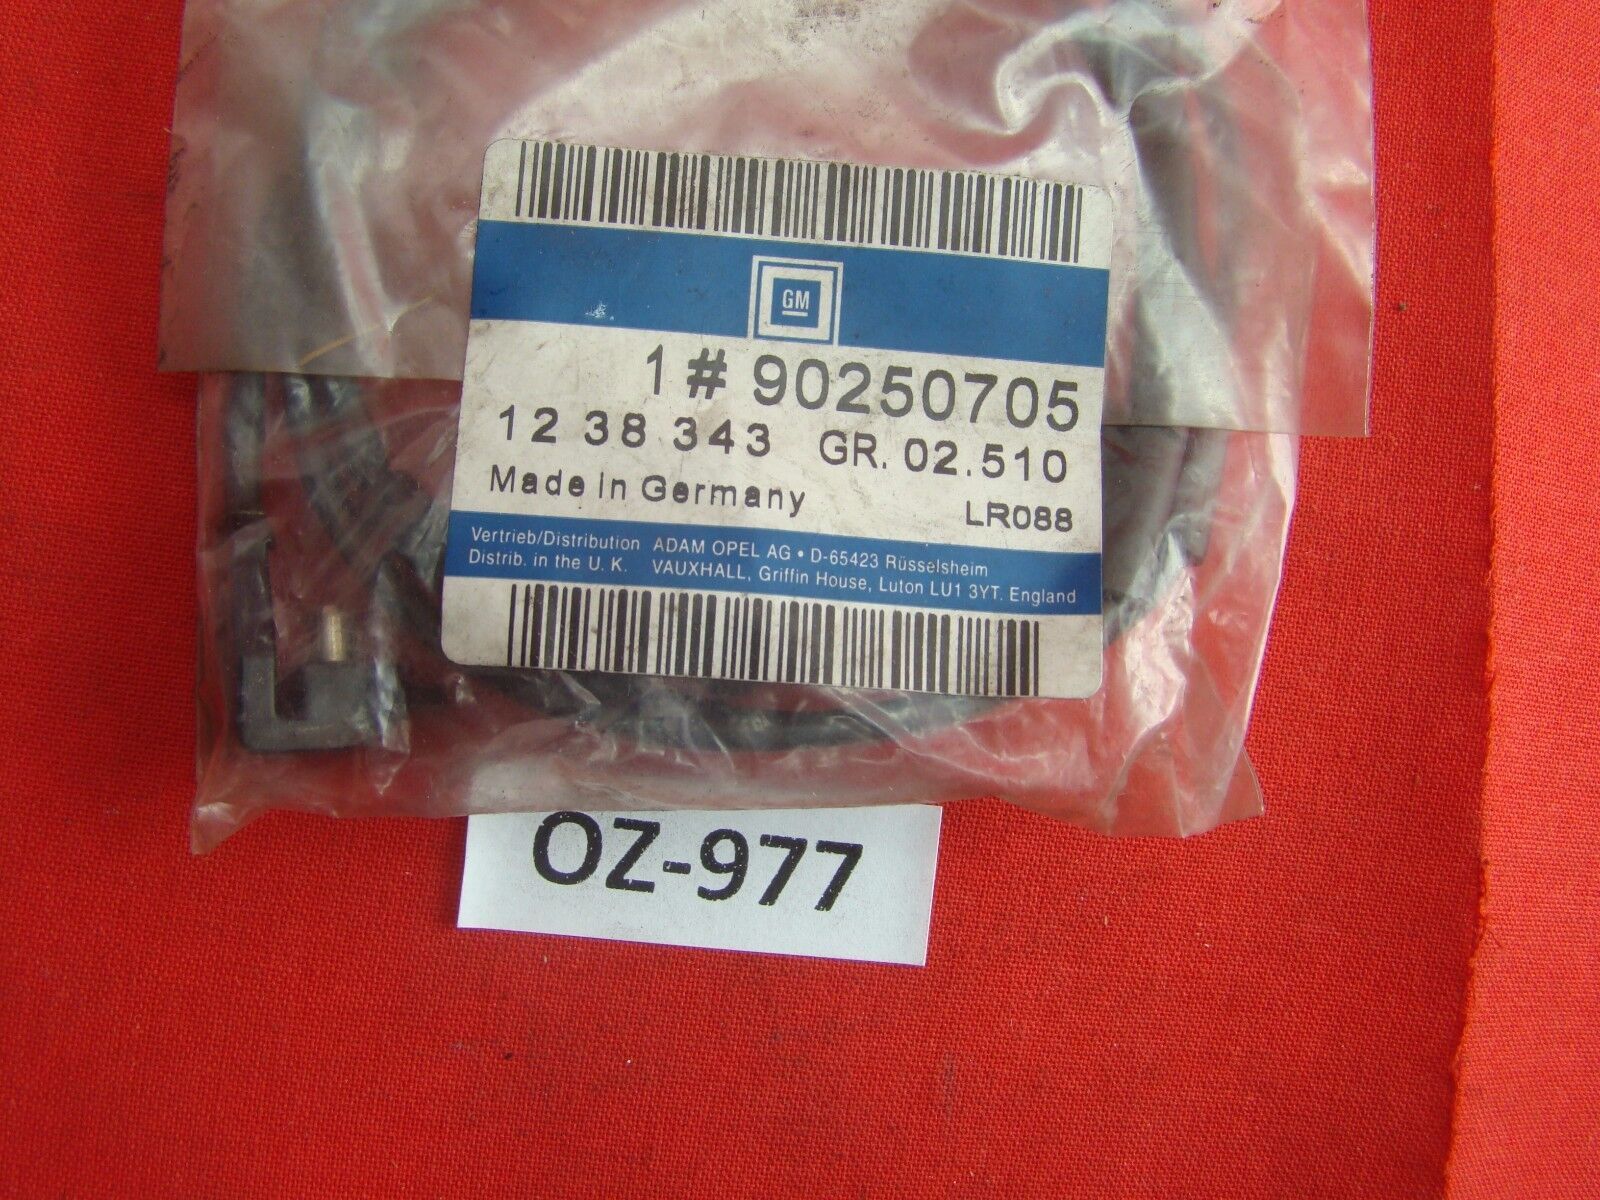 GM
1 # 90250705
12 38 343 GR. 02.510
Made in Germany LR088
Vertrieb/Distribution ADAM OPEL AG • D-65423 Rüsselsheim
Distrib. in the U. K. VAUXHALL, Griffin House, Luton LU1 3YT. England
OZ-977